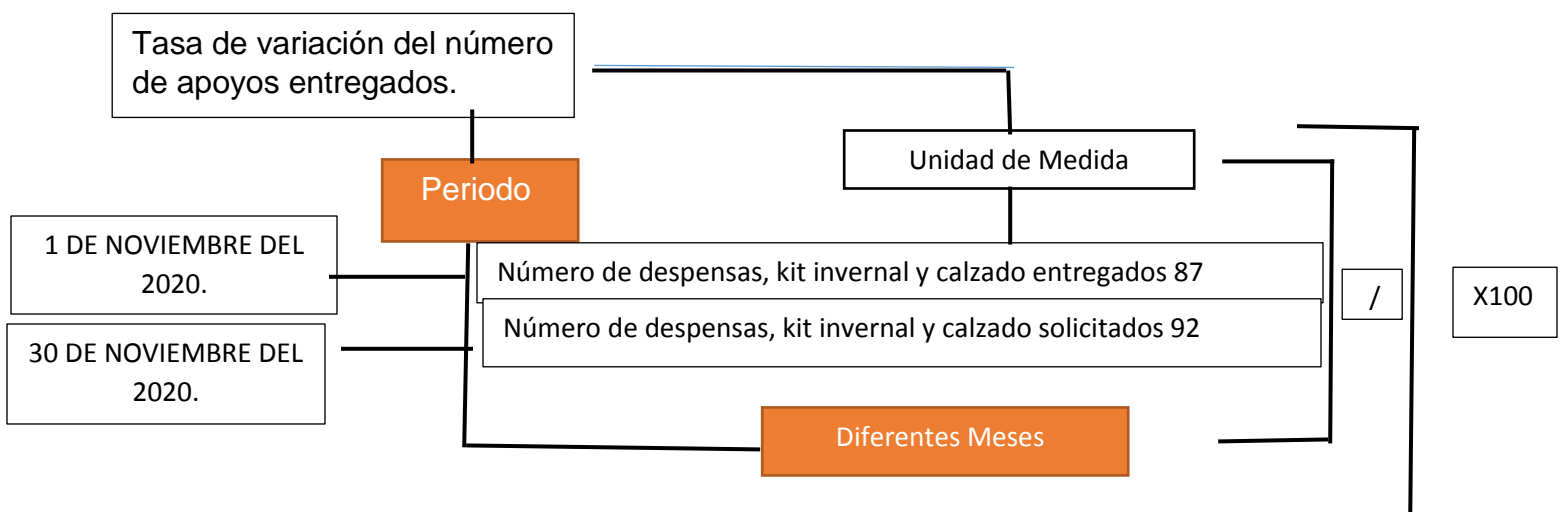 Tasa de variación del número
de apoyos entregados.
Unidad de Medida
Periodo
1 DE NOVIEMBRE DEL
2020.
Número de despensas, kit invernal y calzado entregados 87
/
X100
Número de despensas, kit invernal y calzado solicitados 92
30 DE NOVIEMBRE DEL
2020.
Diferentes Meses